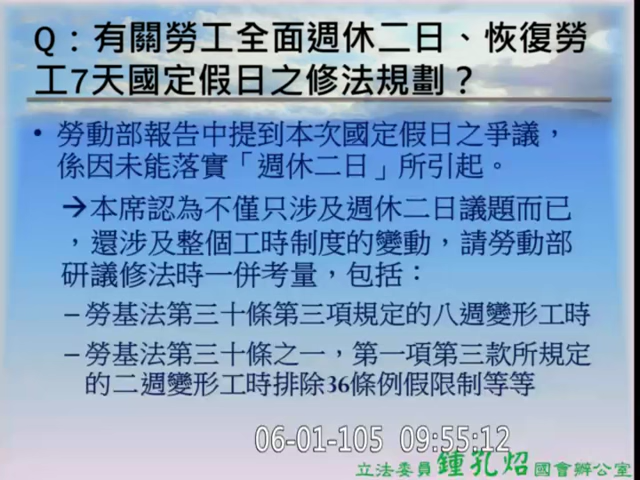 Q：有關勞工全面週休二日、恢復勞
工7天國定假日之修法規劃？
• 勞動部報告中提到本次國定假日之爭議，
係因未能落實「週休二日」所引起。
→本席認為不僅只涉及週休二日議題而已
，還涉及整個工時制度的變動，請勞動部
研議修法時一併考量，包括：
–勞基法第三十條第三項規定的八週變形工時
–勞基法第三十條之一，第一項第三款所規定
的二週變形工時排除36條例假限制等等
06-01-105 09:55:12
立法委員鍾孔炤國會辦公室